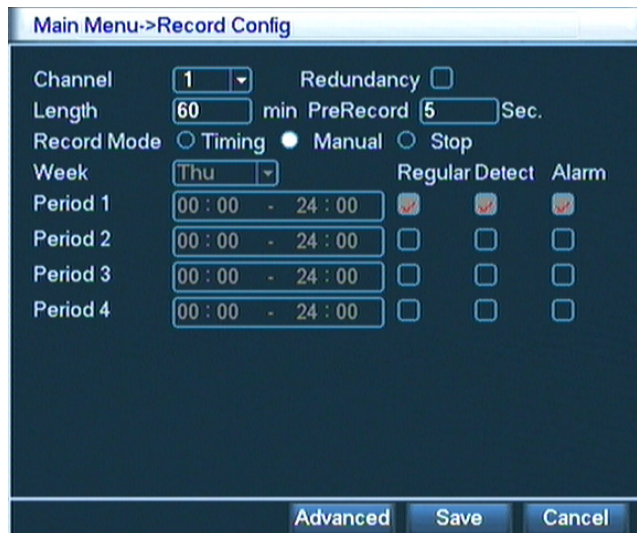 Main Menu->Record Config
Channel 1 Redundancy
Length 60 min PreRecord 5 Sec.
Record Mode Timing Manual Stop
Week Thu Regular Detect Alarm
Period 1 00 : 00 - 24 : 00
Period 2 00 : 00 - 24 : 00
Period 3 00 : 00 - 24 : 00
Period 4 00 : 00 - 24 : 00
Advanced Save Cancel